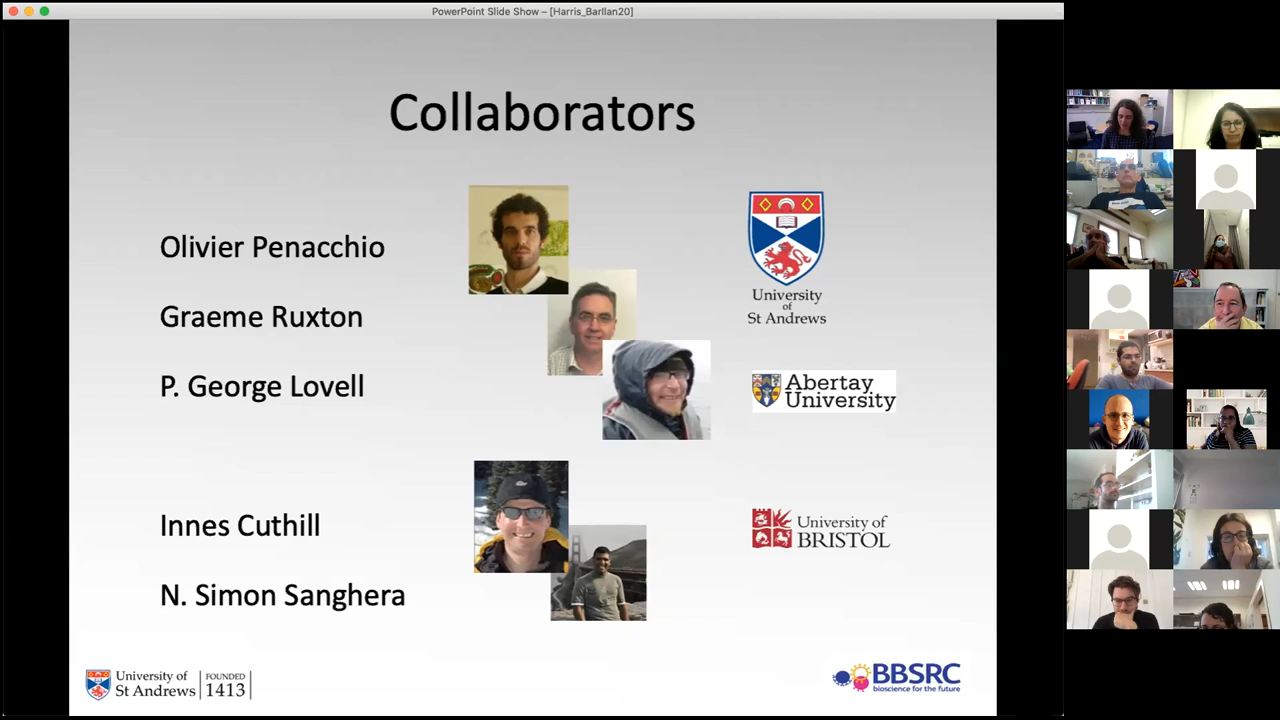 PowerPoint Slide Show – [Harris_BarIlan20]
Collaborators
Olivier Penacchio
Graeme Ruxton
P. George Lovell
Innes Cuthill
N. Simon Sanghera
University
of
St Andrews
Abertay
University
University of
BRISTOL
University of
St Andrews
FOUNDED
1413
BBSRC
bioscience for the future